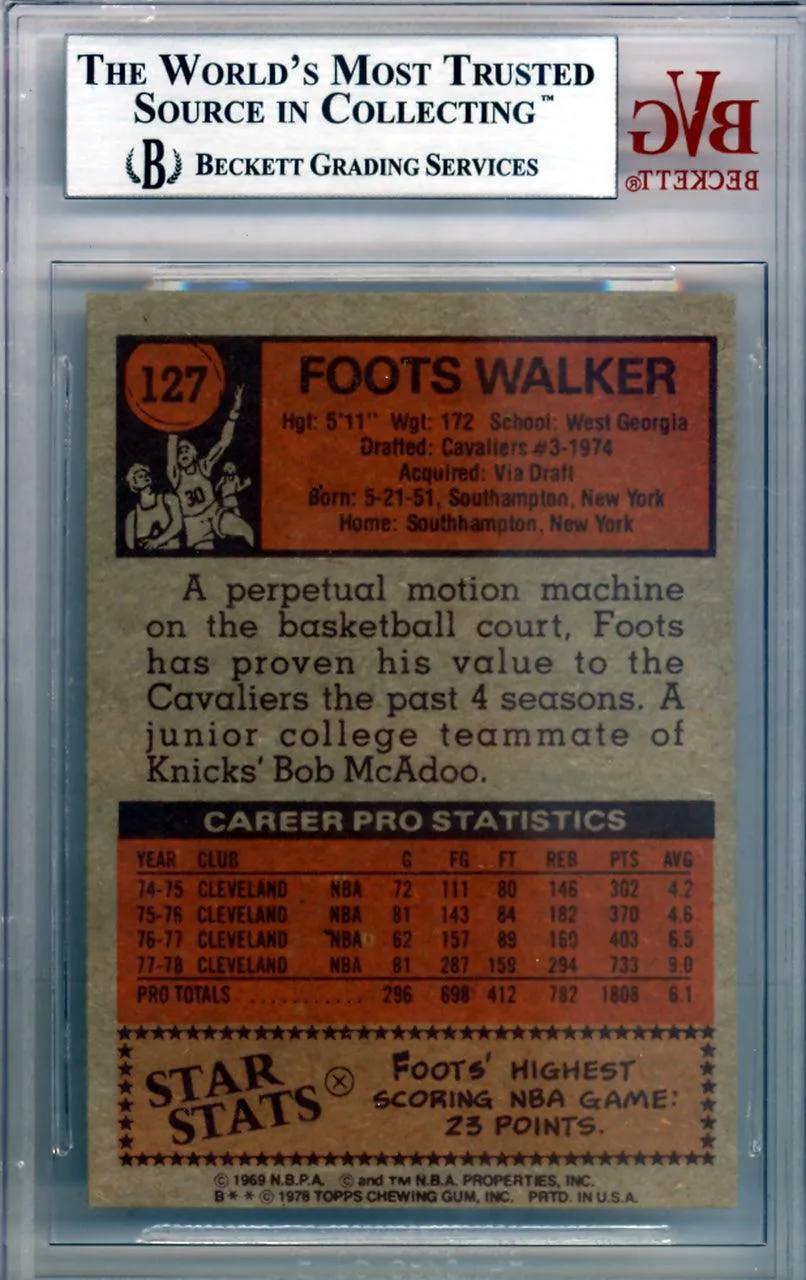 THE WORLD'S MOST TRUSTED
SOURCE IN COLLECTING™
B BECKETT GRADING SERVICES
BVG
BECKETT®
127
FOOTS WALKER
Hgt: 5'11" Wgt: 172 School: West Georgia
Drafted: Cavaliers #3-1974
Acquired: Via Draft
Born: 5-21-51, Southampton, New York
Home: Southhampton, New York
30
A perpetual motion machine
on the basketball court, Foots
has proven his value to the
Cavaliers the past 4 seasons. A
junior college teammate of
Knicks' Bob McAdoo.
CAREER PRO STATISTICS
YEAR CLUB G FG FT REB PTS AVG
74-75 CLEVELAND NBA 72 111 80 146 302 4.2
75-76 CLEVELAND NBA 81 143 84 182 370 4.6
76-77 CLEVELAND NBA 62 157 89 160 403 6.5
77-78 CLEVELAND NBA 81 287 159 294 733 9.0
PRO TOTALS ........... 296 698 412 782 1808 6.1
STAR
STATS
FOOTS' HIGHEST
SCORING NBA GAME:
23 POINTS.
© 1969 N.B.P.A. © and TM N.B.A. PROPERTIES, INC.
B * * © 1978 TOPPS CHEWING GUM, INC. PRTD. IN U.S.A.